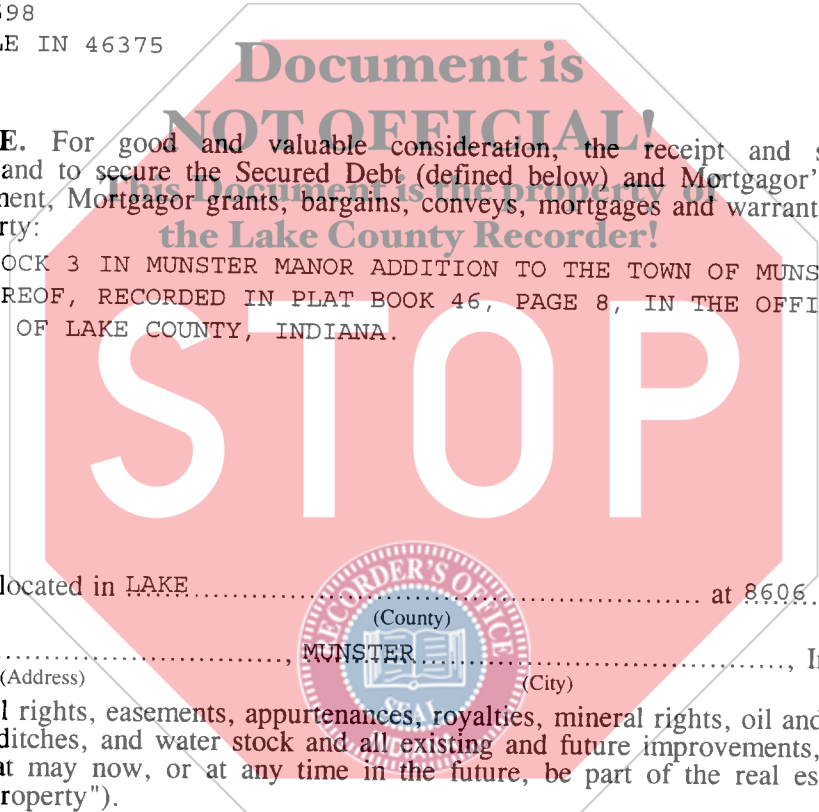 598
LE IN 46375
Document is
NOT OFFICIAL!
E. For good and valuable consideration, the receipt and s
and to secure the Secured Debt (defined below) and Mortgagor'
This Document is the property of
nent, Mortgagor grants, bargains, conveys, mortgages and warrant
rty:
the Lake County Recorder!
OCK 3 IN MUNSTER MANOR ADDITION TO THE TOWN OF MUNS
REOF, RECORDED IN PLAT BOOK 46, PAGE 8, IN THE OFFI
OF LAKE COUNTY, INDIANA.
STOP
located in LAKE at 8606
(County)
RECORDER'S OFFICE
, MUNSTER , In
(Address) (City)
SEAL
l rights, easements, appurtenances, royalties, mineral rights, oil and
ditches, and water stock and all existing and future improvements,
at may now, or at any time in the future, be part of the real es
roperty").